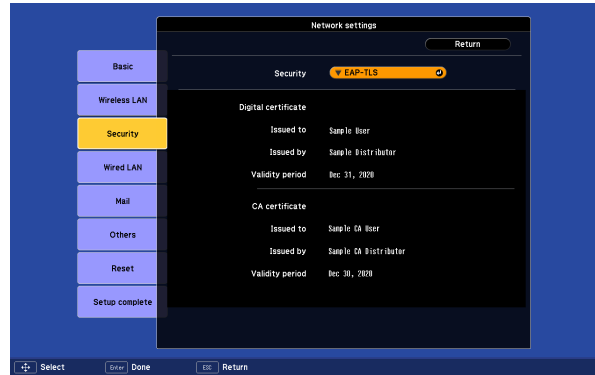 Network settings
Return
Basic
Security ▼ EAP-TLS
Wireless LAN
Digital certificate
Security
Issued to Sample User
Issued by Sample Distributor
Wired LAN
Validity period Dec 31, 2020
Mail
CA certificate
Others
Issued to Sample CA User
Issued by Sample CA Distributor
Reset
Validity period Dec 30, 2020
Setup complete
Select Enter Done ESC Return